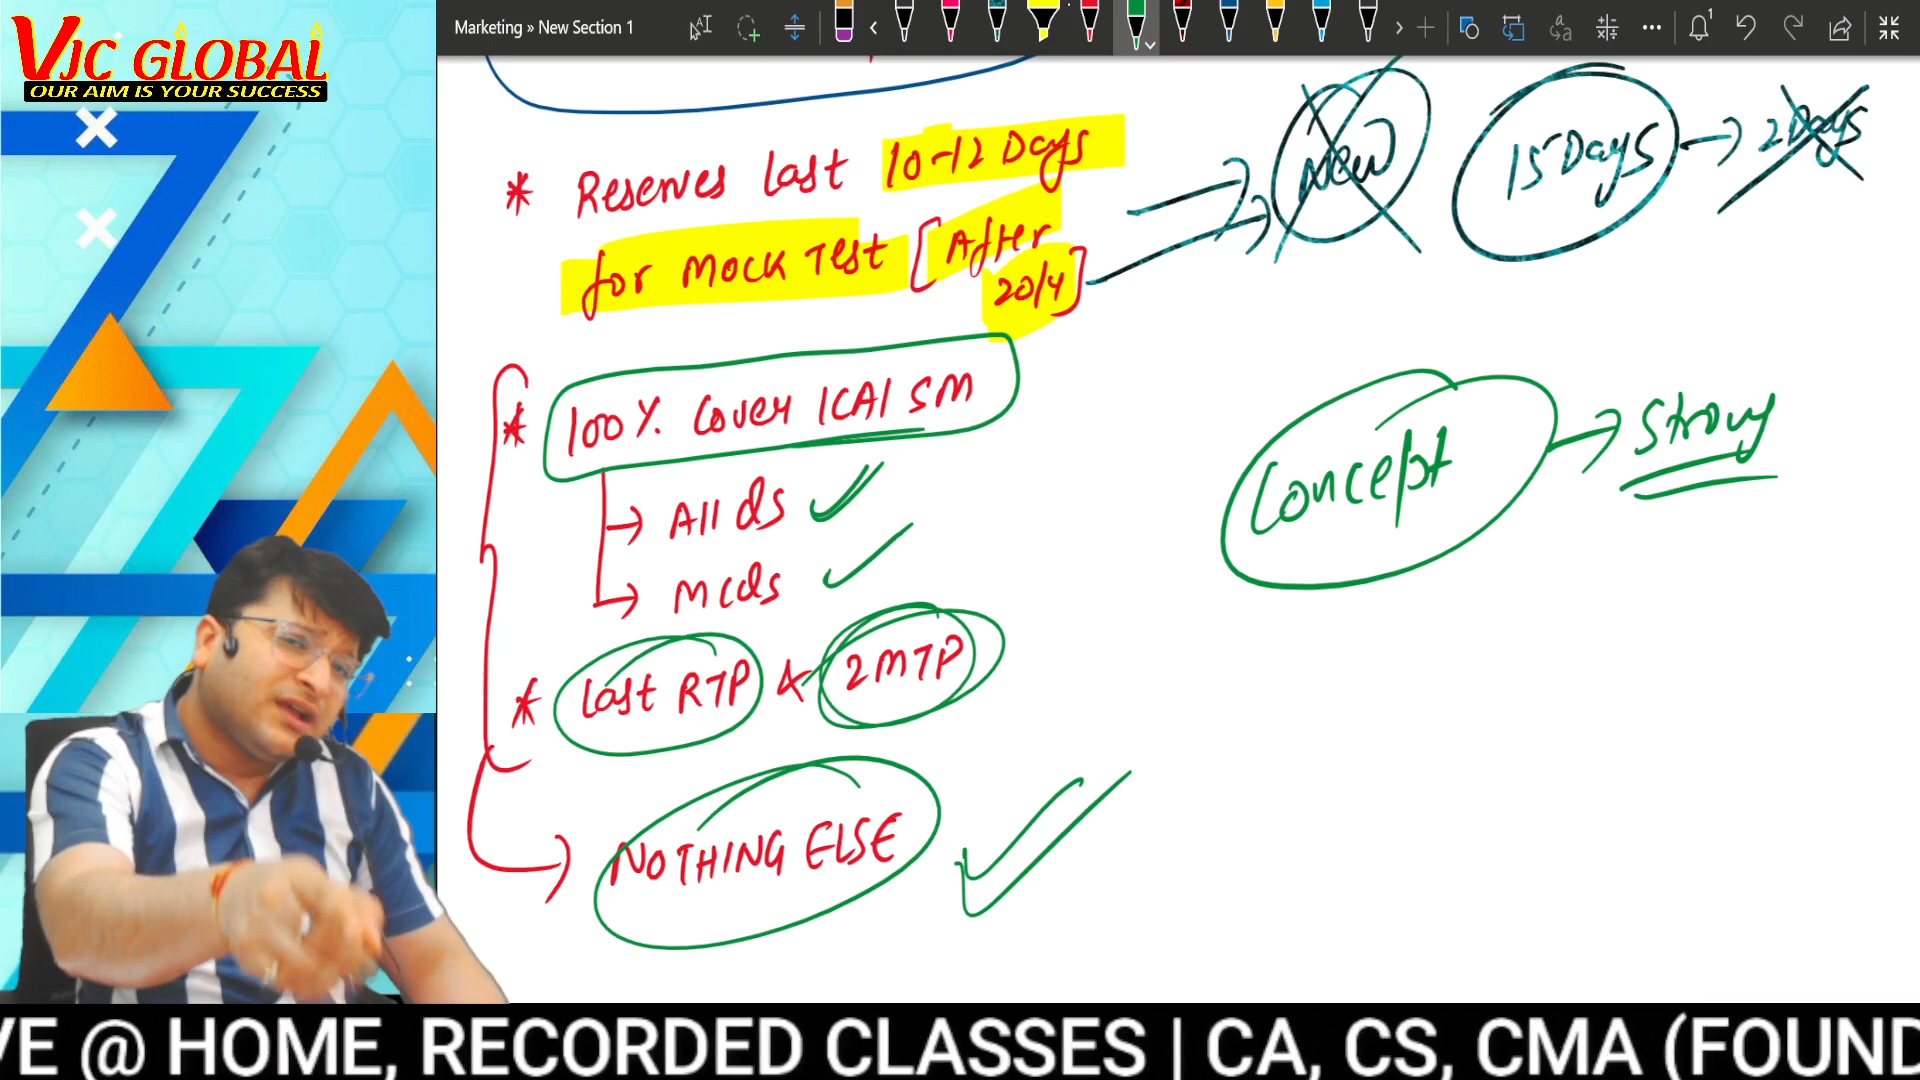 VJC GLOBAL
OUR AIM IS YOUR SUCCESS
Marketing » New Section 1
* Reserves last 10-12 Days
for Mock Test [After
20/4]
New
15 Days → 2 Days
* 100% Cover ICAI SM
→ All Qs
→ MCQs
* last RTP & 2 MTP
→ NOTHING ELSE
Concept → Strong
VE @ HOME, RECORDED CLASSES | CA, CS, CMA (FOUND